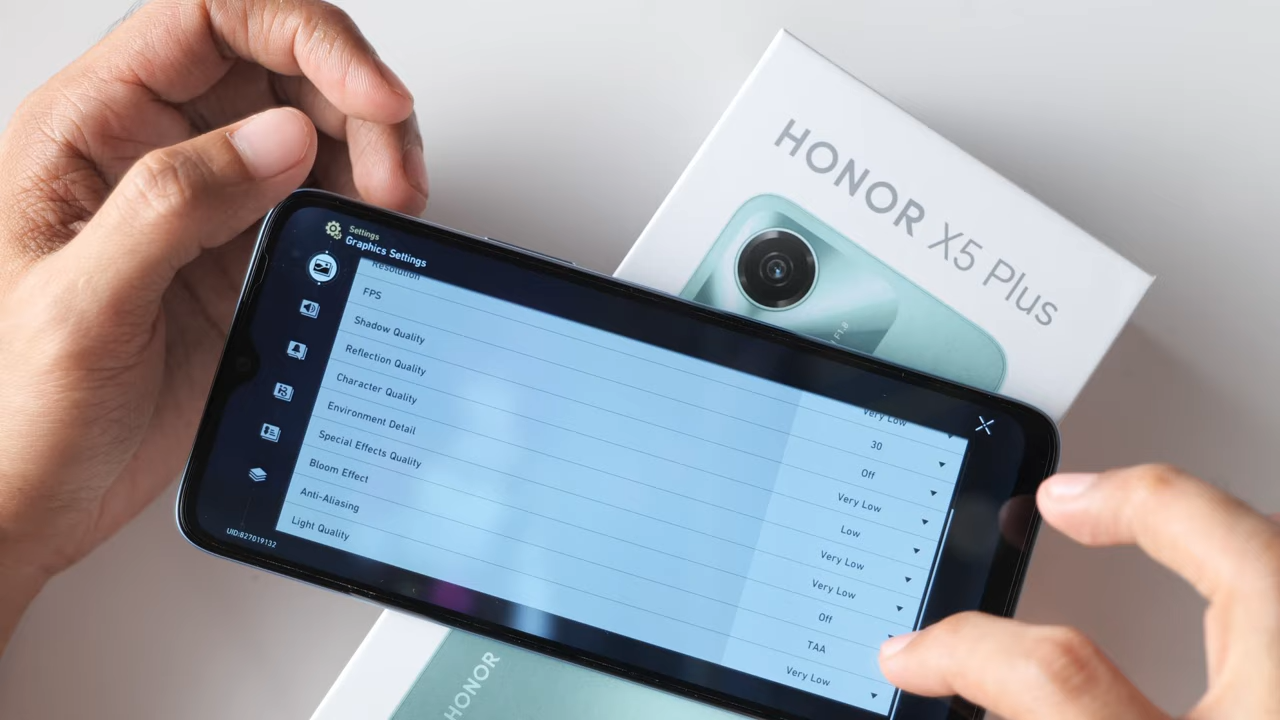 HONOR X5 Plus
F1.8
Settings
Graphics Settings
Resolution Very Low
FPS 30
Shadow Quality Off
Reflection Quality Very Low
Character Quality Low
Environment Detail Very Low
Special Effects Quality Very Low
Bloom Effect Off
Anti-Aliasing TAA
Light Quality Very Low
UID:827019132
HONOR